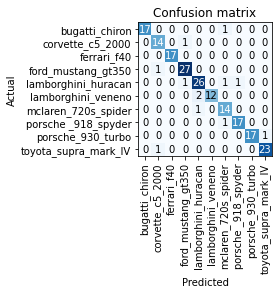 Confusion matrix
Actual
bugatti_chiron 17 0 0 0 0 0 1 0 0 0
corvette_c5_2000 0 14 0 1 0 0 0 0 0 0
ferrari_f40 0 0 17 0 0 0 0 0 0 0
ford_mustang_gt350 0 1 0 27 0 0 0 0 0 0
lamborghini_huracan 0 0 0 1 26 0 1 1 0 0
lamborghini_veneno 0 0 0 0 2 12 0 0 0 0
mclaren_720s_spider 0 0 0 0 1 0 14 0 0 0
porsche _918_spyder 0 0 0 0 0 0 1 17 0 0
porsche_930_turbo 0 0 0 0 0 0 0 0 17 1
toyota_supra_mark_IV 0 1 0 0 0 0 0 0 0 23
bugatti_chiron
corvette_c5_2000
ferrari_f40
ford_mustang_gt350
lamborghini_huracan
lamborghini_veneno
mclaren_720s_spider
porsche _918_spyder
porsche_930_turbo
toyota_supra_mark_IV
Predicted